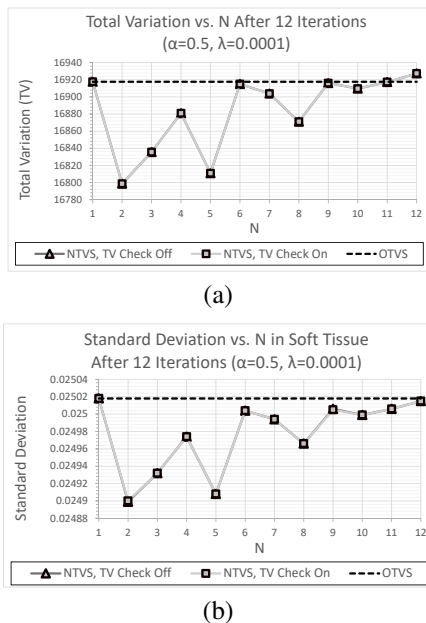 Total Variation vs. N After 12 Iterations
(α=0.5, λ=0.0001)
Total Variation (TV)
16940
16920
16900
16880
16860
16840
16820
16800
16780
1 2 3 4 5 6 7 8 9 10 11 12
N
NTVS, TV Check Off NTVS, TV Check On OTVS
(a)
Standard Deviation vs. N in Soft Tissue
After 12 Iterations (α=0.5, λ=0.0001)
Standard Deviation
0.02504
0.02502
0.025
0.02498
0.02496
0.02494
0.02492
0.0249
0.02488
1 2 3 4 5 6 7 8 9 10 11 12
N
NTVS, TV Check Off NTVS, TV Check On OTVS
(b)